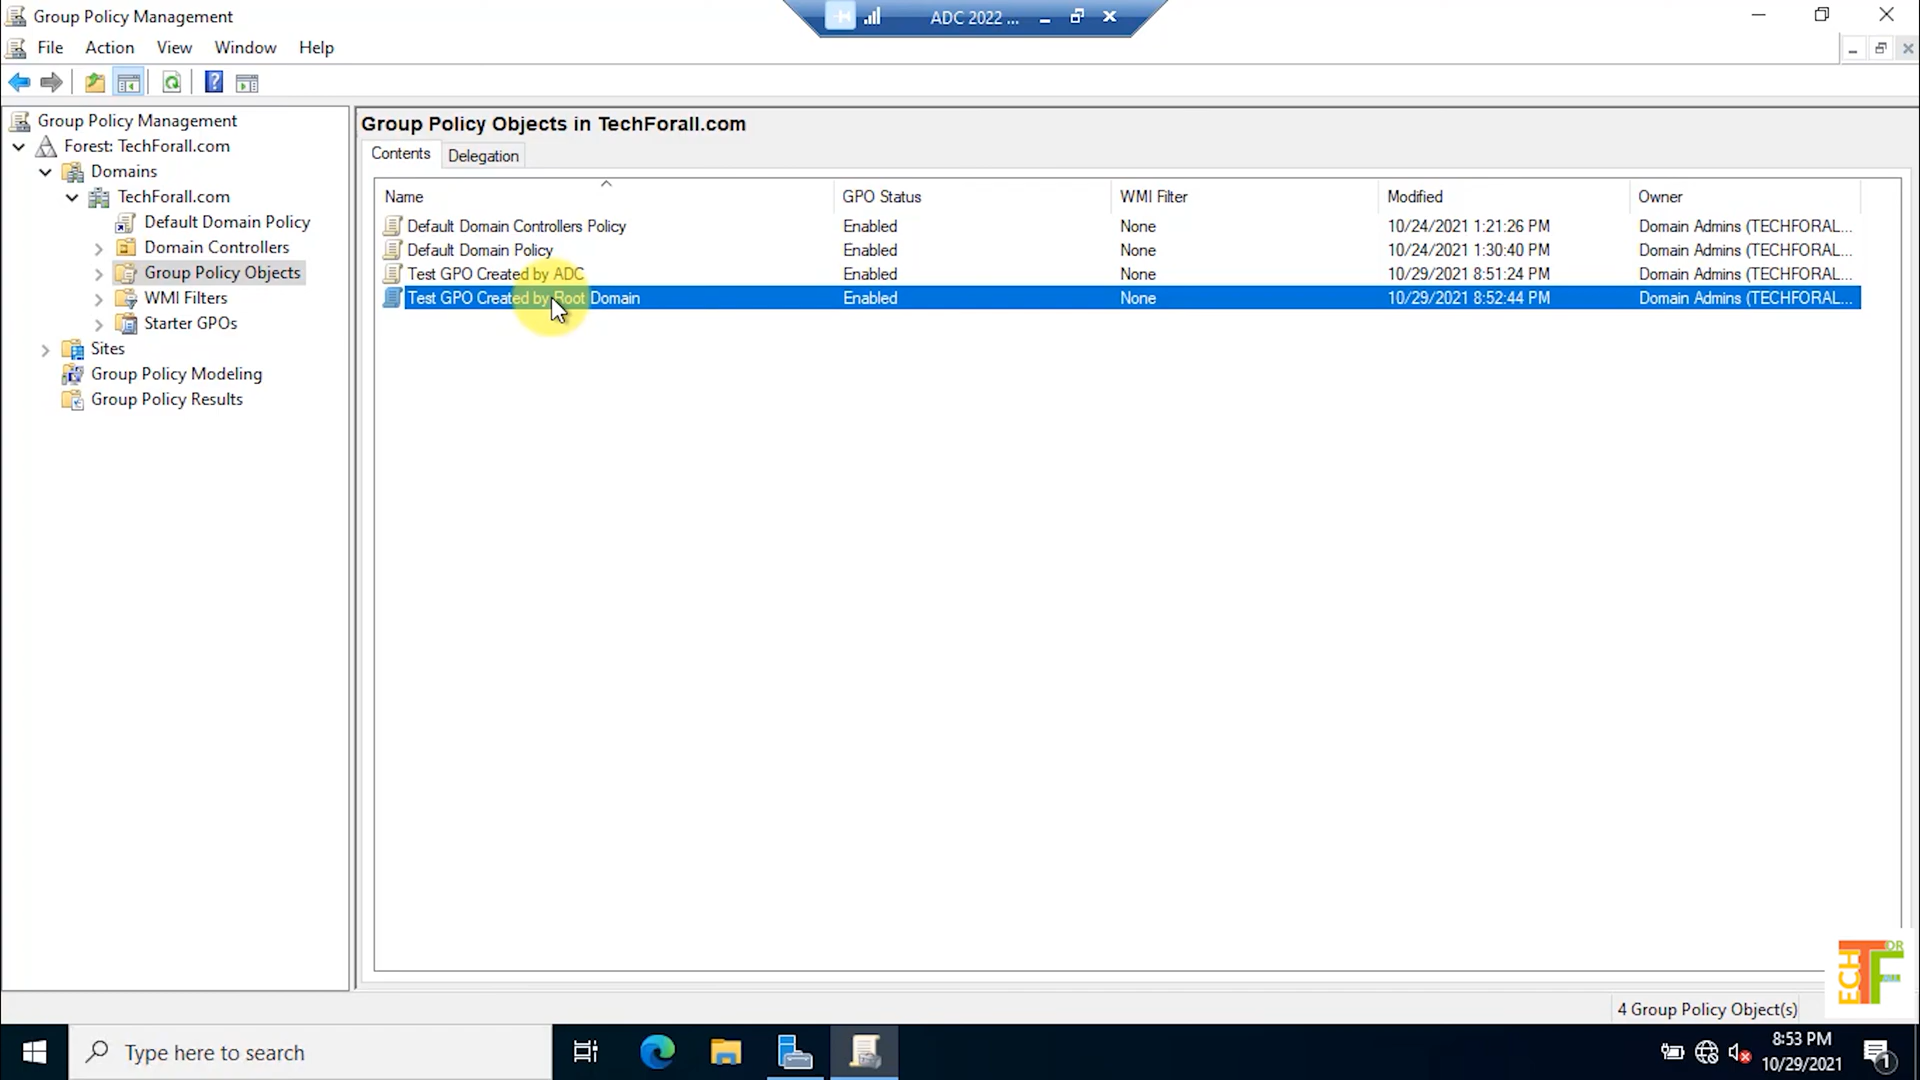 Group Policy Management
ADC 2022 ...
File Action View Window Help
Group Policy Management
Forest: TechForall.com
Domains
TechForall.com
Default Domain Policy
Domain Controllers
Group Policy Objects
WMI Filters
Starter GPOs
Sites
Group Policy Modeling
Group Policy Results
Group Policy Objects in TechForall.com
Contents Delegation
Name GPO Status WMI Filter Modified Owner
Default Domain Controllers Policy Enabled None 10/24/2021 1:21:26 PM Domain Admins (TECHFORAL...
Default Domain Policy Enabled None 10/24/2021 1:30:40 PM Domain Admins (TECHFORAL...
Test GPO Created by ADC Enabled None 10/29/2021 8:51:24 PM Domain Admins (TECHFORAL...
Test GPO Created by Root Domain Enabled None 10/29/2021 8:52:44 PM Domain Admins (TECHFORAL...
TECH FOR ALL
4 Group Policy Object(s)
Type here to search
8:53 PM
10/29/2021
1